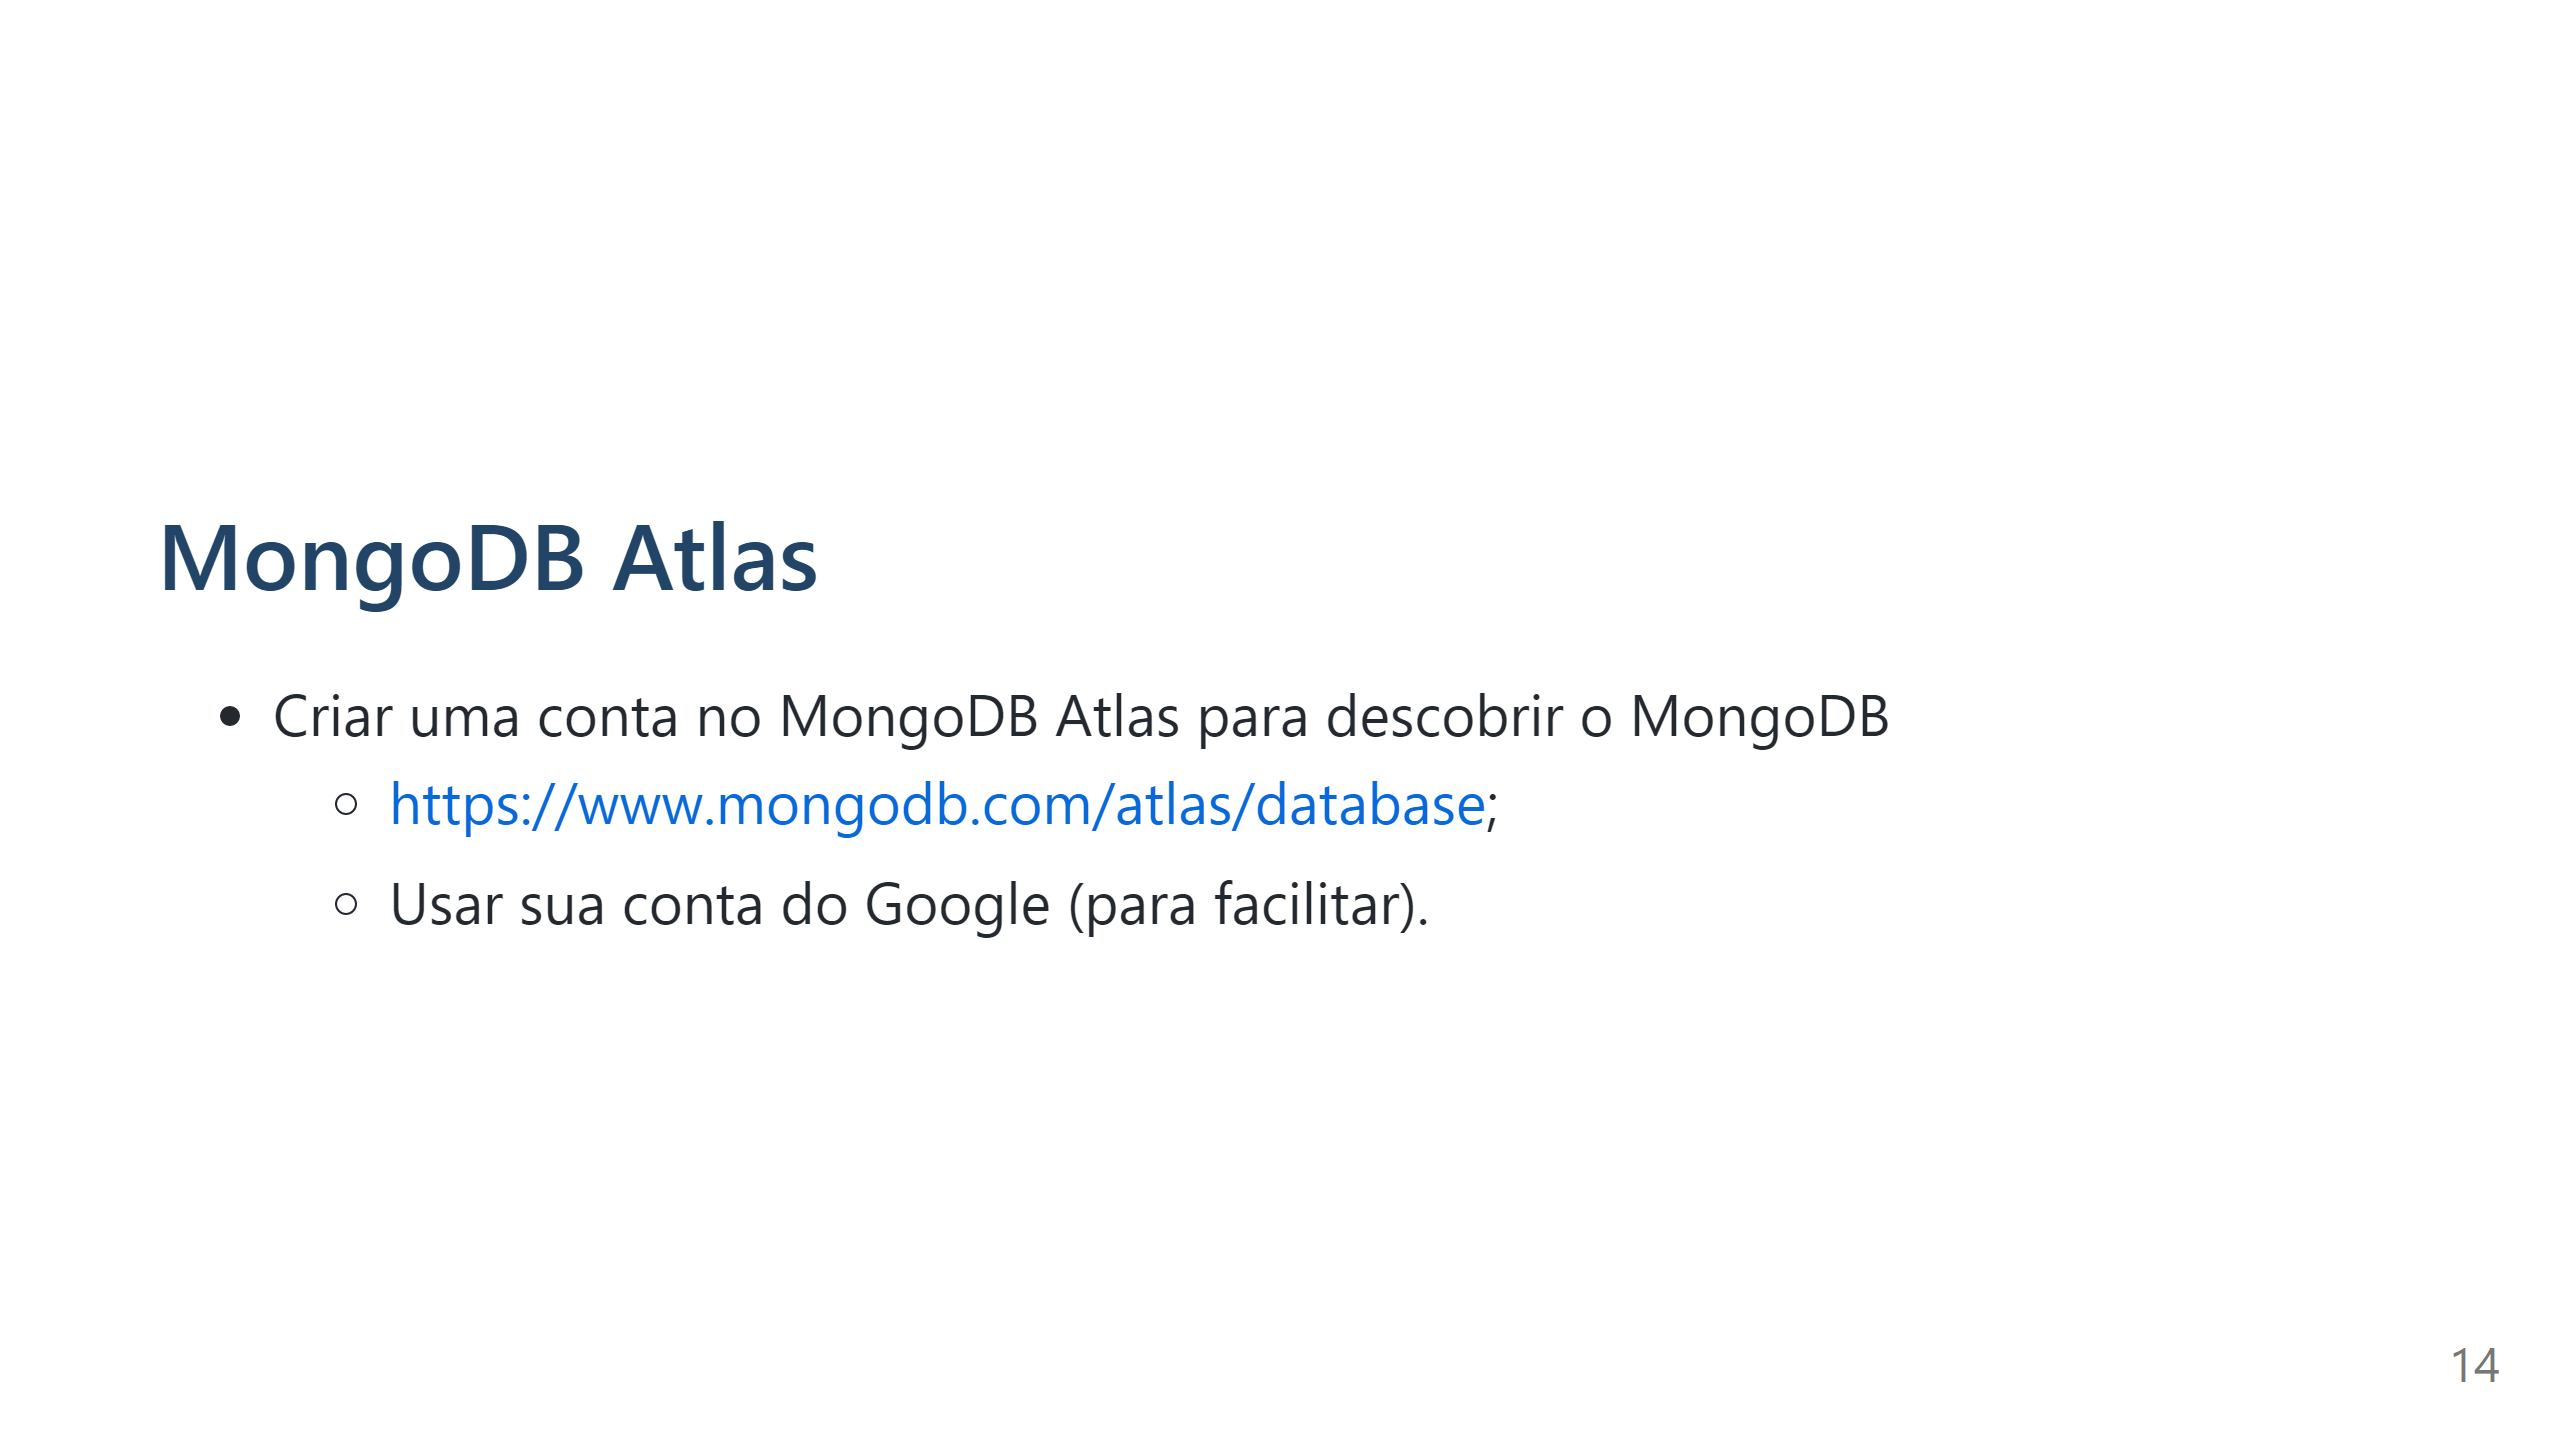 MongoDB Atlas
Criar uma conta no MongoDB Atlas para descobrir o MongoDB
https://www.mongodb.com/atlas/database;
Usar sua conta do Google (para facilitar).
14